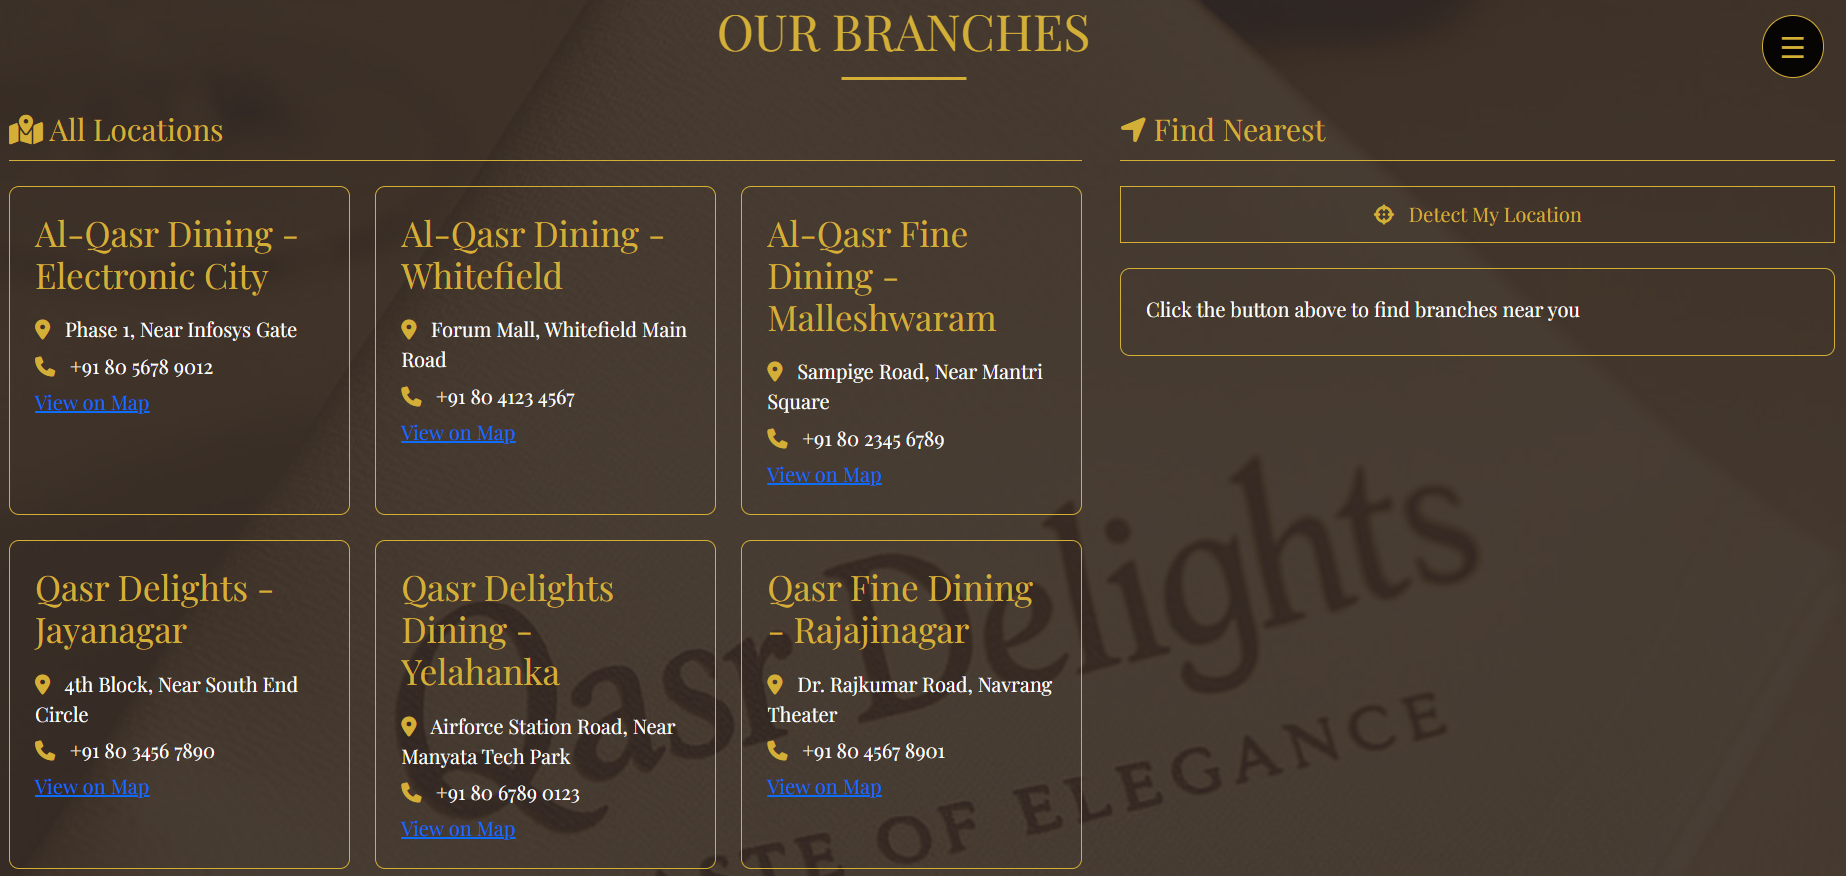 OUR BRANCHES
All Locations
Al-Qasr Dining -
Electronic City
Phase 1, Near Infosys Gate
+91 80 5678 9012
View on Map
Al-Qasr Dining -
Whitefield
Forum Mall, Whitefield Main
Road
+91 80 4123 4567
View on Map
Al-Qasr Fine
Dining -
Malleshwaram
Sampige Road, Near Mantri
Square
+91 80 2345 6789
View on Map
Qasr Delights -
Jayanagar
4th Block, Near South End
Circle
+91 80 3456 7890
View on Map
Qasr Delights
Dining -
Yelahanka
Airforce Station Road, Near
Manyata Tech Park
+91 80 6789 0123
View on Map
Qasr Fine Dining
- Rajajinagar
Dr. Rajkumar Road, Navrang
Theater
+91 80 4567 8901
View on Map
Find Nearest
Detect My Location
Click the button above to find branches near you
Qasr Delights
OF ELEGANCE